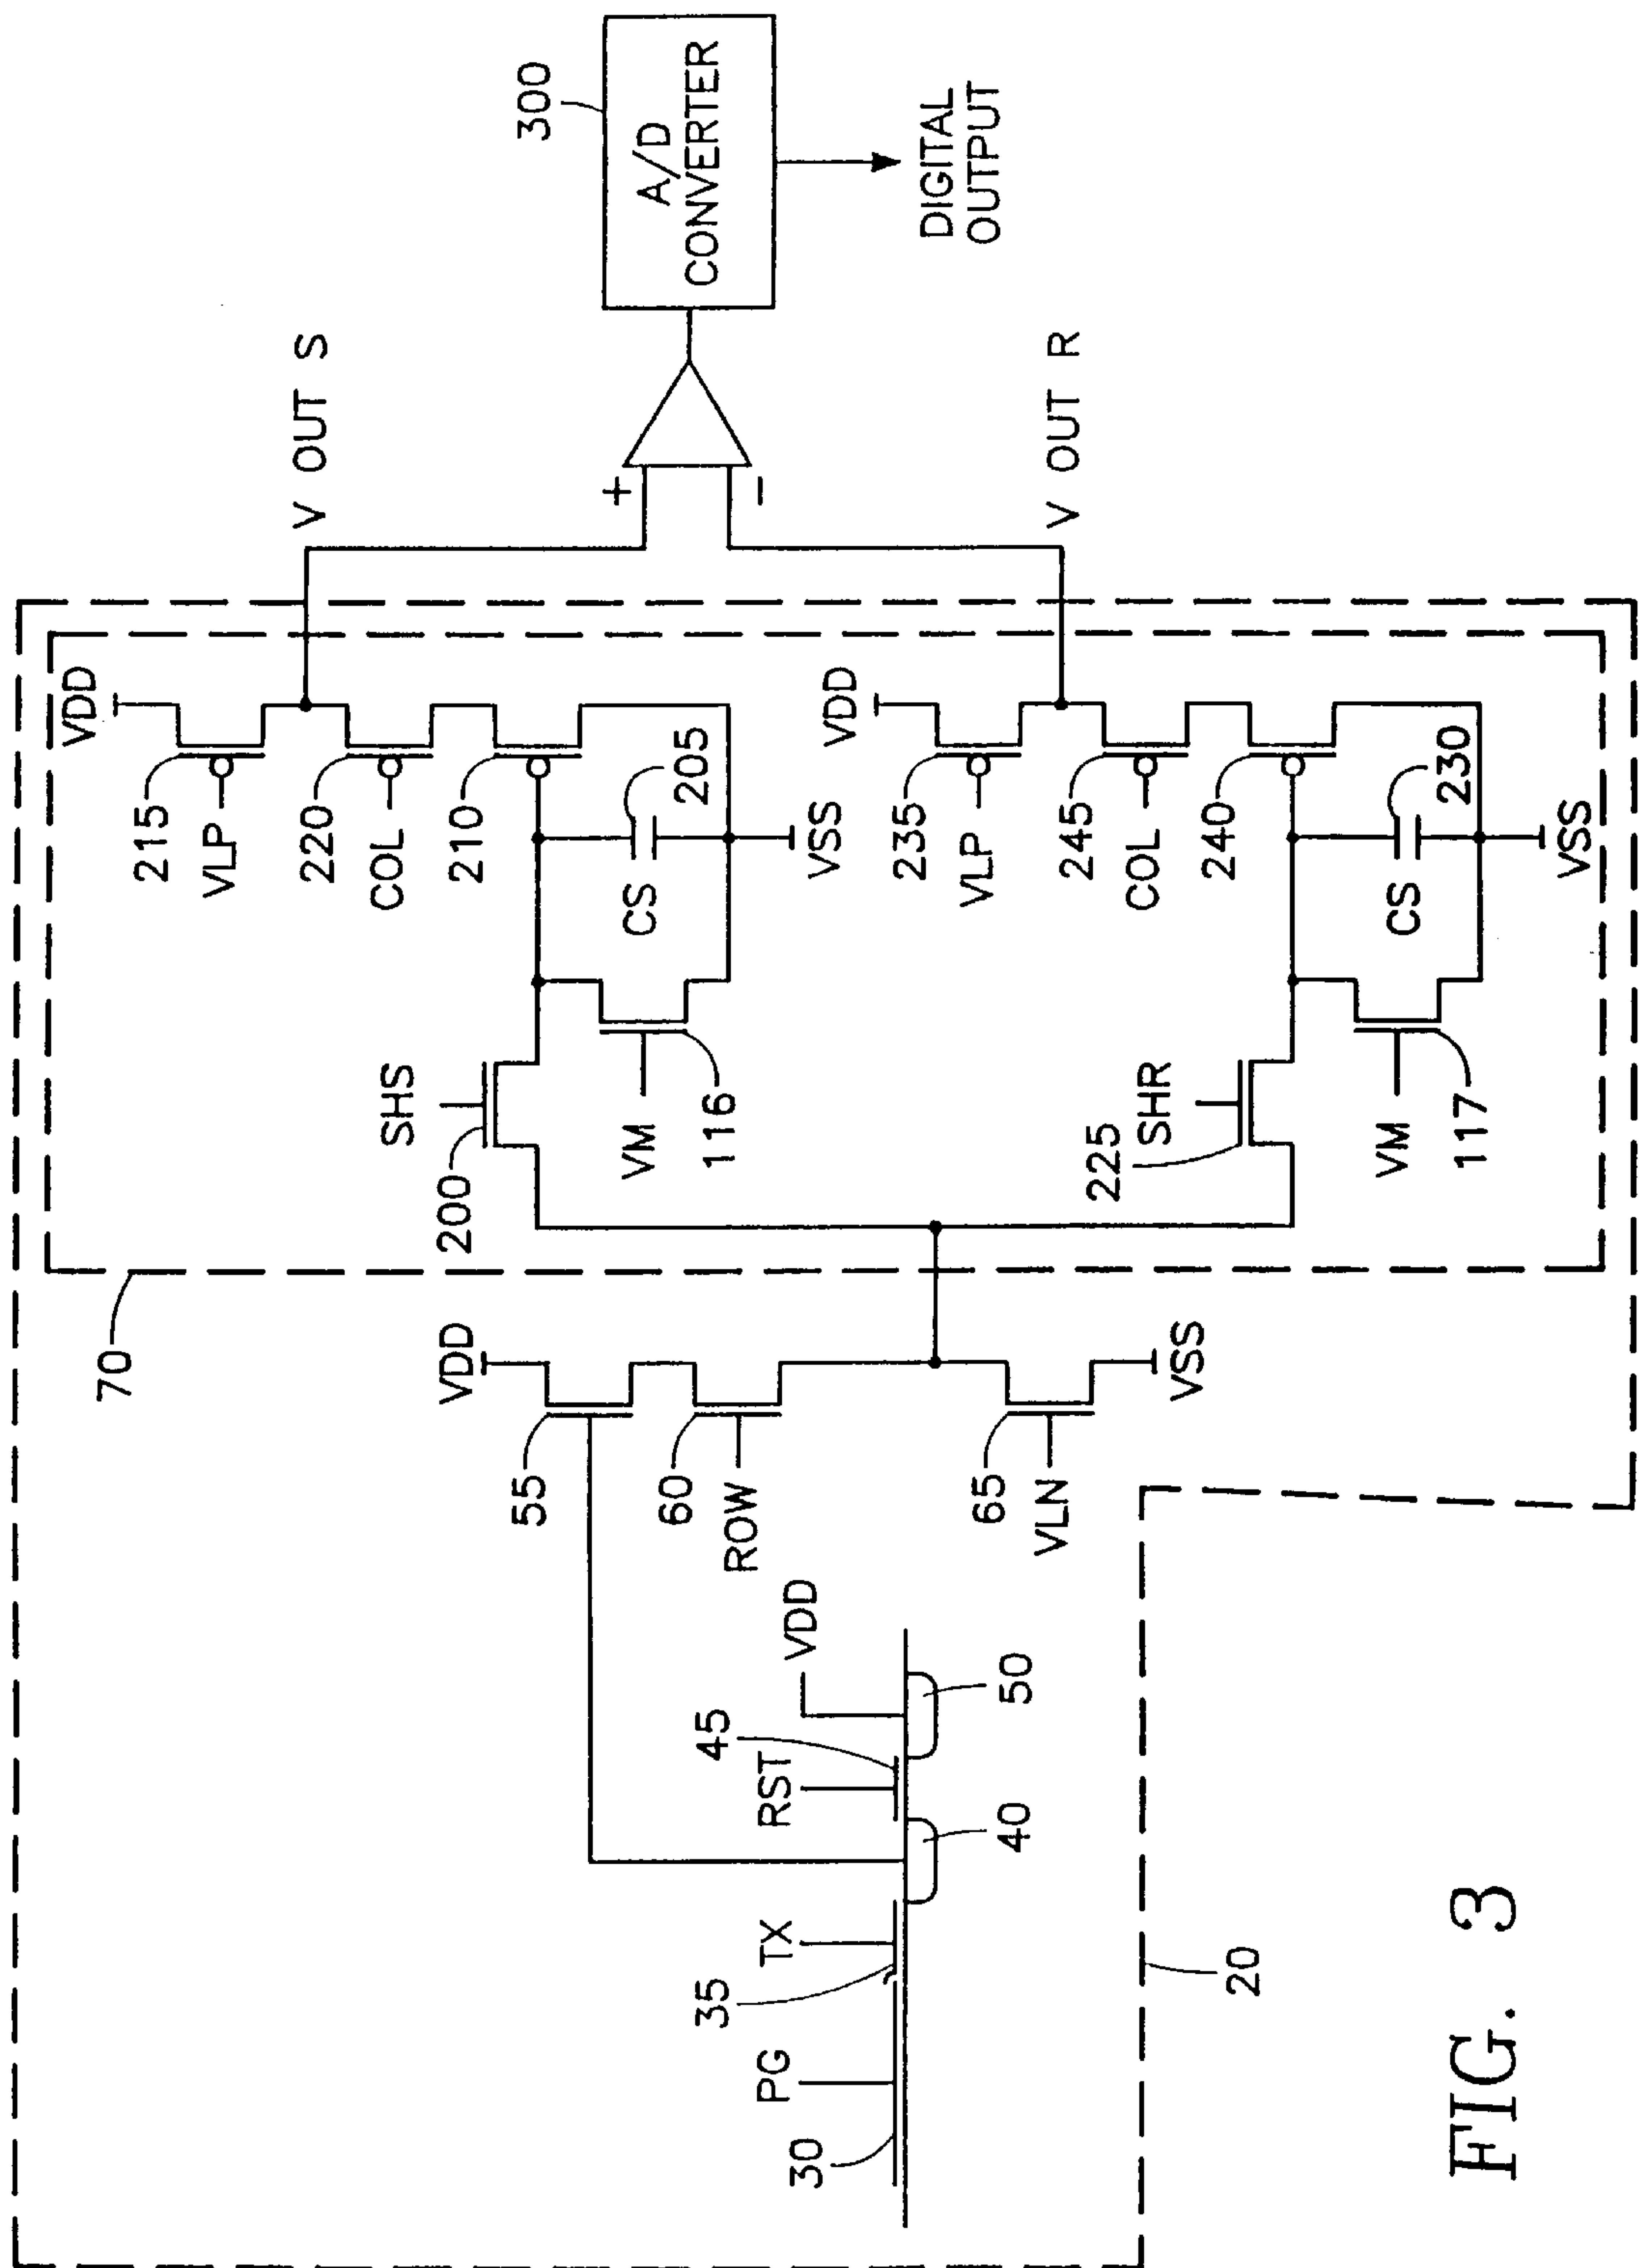 70
VDD
215
VLP
220
COL
210
SHS
200
CS
205
VM
116
VSS
V OUT S
+
−
300
A/D
CONVERTER
DIGITAL
OUTPUT
V OUT R
VDD
235
VLP
245
COL
240
SHR
225
CS
230
VM
117
VSS
VDD
55
60
ROW
65
VLN
VSS
PG
30
35
TX
45
RST
VDD
40
50
20
FIG. 3